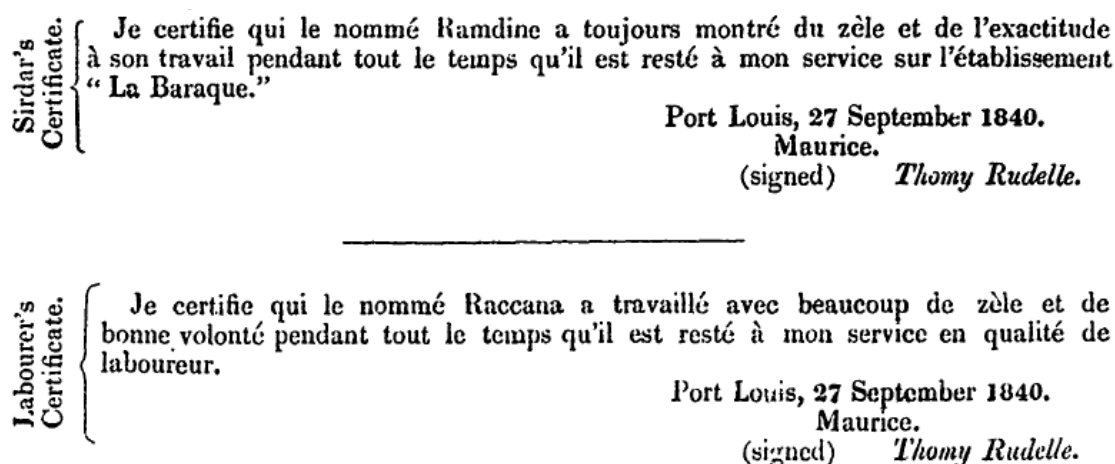 Sirdar's
Certificate.
Je certifie qui le nommé Ramdine a toujours montré du zèle et de l'exactitude
à son travail pendant tout le temps qu'il est resté à mon service sur l'établissement
“ La Baraque.”
Port Louis, 27 September 1840.
Maurice.
(signed) Thomy Rudelle.
Labourer's
Certificate.
Je certifie qui le nommé Raccana a travaillé avec beaucoup de zèle et de
bonne volonté pendant tout le temps qu'il est resté à mon service en qualité de
laboureur.
Port Louis, 27 September 1840.
Maurice.
(signed) Thomy Rudelle.